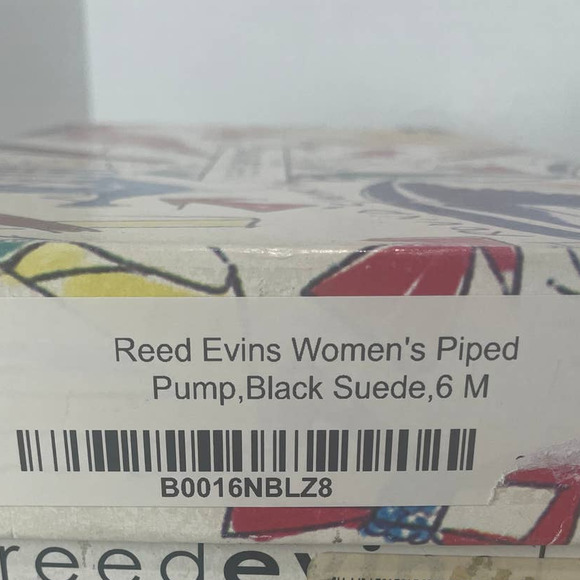 Reed Evins Women's Piped
Pump,Black Suede,6 M
B0016NBLZ8
reedev